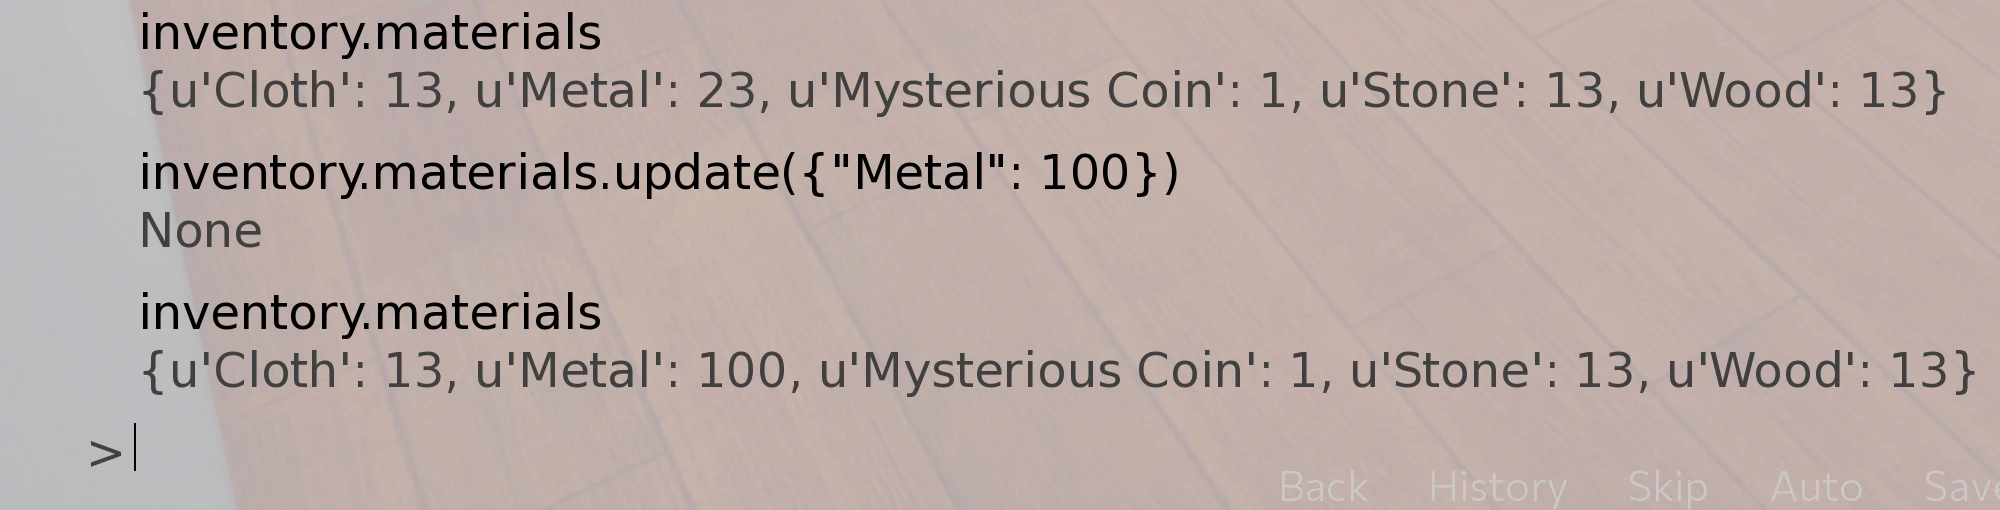 inventory.materials
{u'Cloth': 13, u'Metal': 23, u'Mysterious Coin': 1, u'Stone': 13, u'Wood': 13}
inventory.materials.update({"Metal": 100})
None
inventory.materials
{u'Cloth': 13, u'Metal': 100, u'Mysterious Coin': 1, u'Stone': 13, u'Wood': 13}
>
Back History Skip Auto Save